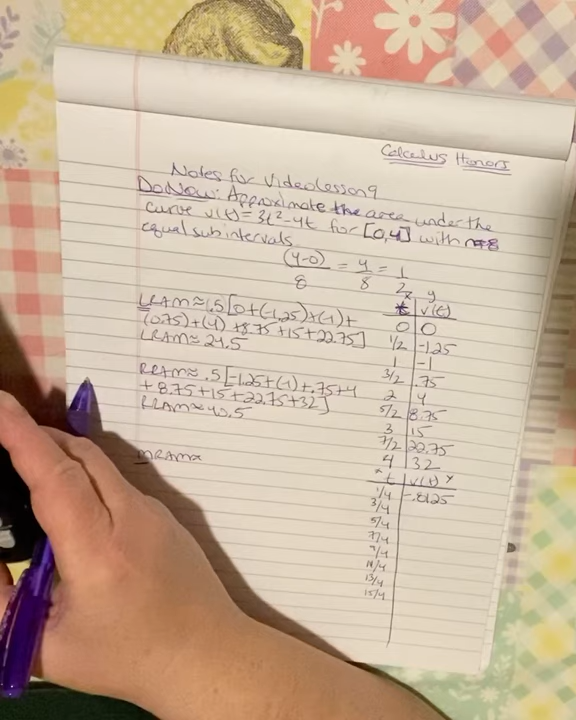 Calculus Honors
Notes for Video Lesson 9
Do Now: Approximate the area under the
curve v(t) = 3t² - 4t for [0,4] with n=8
equal subintervals
(4-0)/8 = 4/8 = 1/2
LRAM ≈ .5[0+(-1.25)+(-1)+
(0.75)+(4)+8.75+15+22.75]
LRAM ≈ 24.5
RRAM ≈ .5[-1.25+(-1)+.75+4
+8.75+15+22.75+32]
RRAM ≈ 40.5
MRAM ≈
x y
t | v(t)
0 | 0
1/2 | -1.25
1 | -1
3/2 | .75
2 | 4
5/2 | 8.75
3 | 15
7/2 | 22.75
4 | 32
x t | v(t) y
1/4 | -.8125
3/4
5/4
7/4
9/4
11/4
13/4
15/4